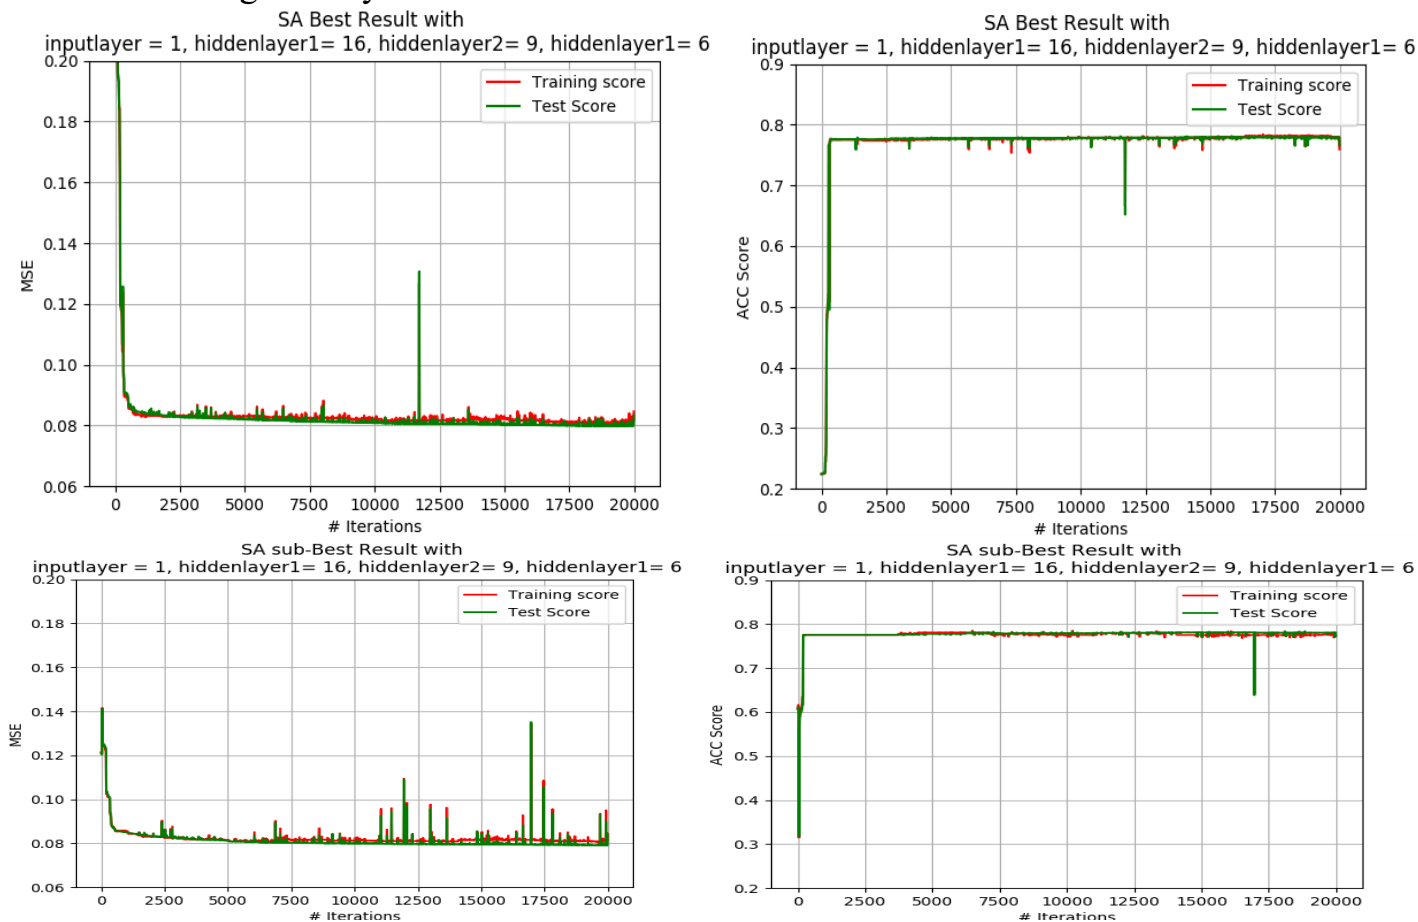 SA Best Result with
inputlayer = 1, hiddenlayer1= 16, hiddenlayer2= 9, hiddenlayer1= 6
0.20
0.18
0.16
0.14
0.12
0.10
0.08
0.06
MSE
Training score
Test Score
0 2500 5000 7500 10000 12500 15000 17500 20000
# Iterations
SA Best Result with
inputlayer = 1, hiddenlayer1= 16, hiddenlayer2= 9, hiddenlayer1= 6
0.9
0.8
0.7
0.6
0.5
0.4
0.3
0.2
ACC Score
Training score
Test Score
0 2500 5000 7500 10000 12500 15000 17500 20000
# Iterations
SA sub-Best Result with
inputlayer = 1, hiddenlayer1= 16, hiddenlayer2= 9, hiddenlayer1= 6
0.20
0.18
0.16
0.14
0.12
0.10
0.08
0.06
MSE
Training score
Test Score
0 2500 5000 7500 10000 12500 15000 17500 20000
# Iterations
SA sub-Best Result with
inputlayer = 1, hiddenlayer1= 16, hiddenlayer2= 9, hiddenlayer1= 6
0.9
0.8
0.7
0.6
0.5
0.4
0.3
0.2
ACC Score
Training score
Test Score
0 2500 5000 7500 10000 12500 15000 17500 20000
# Iterations